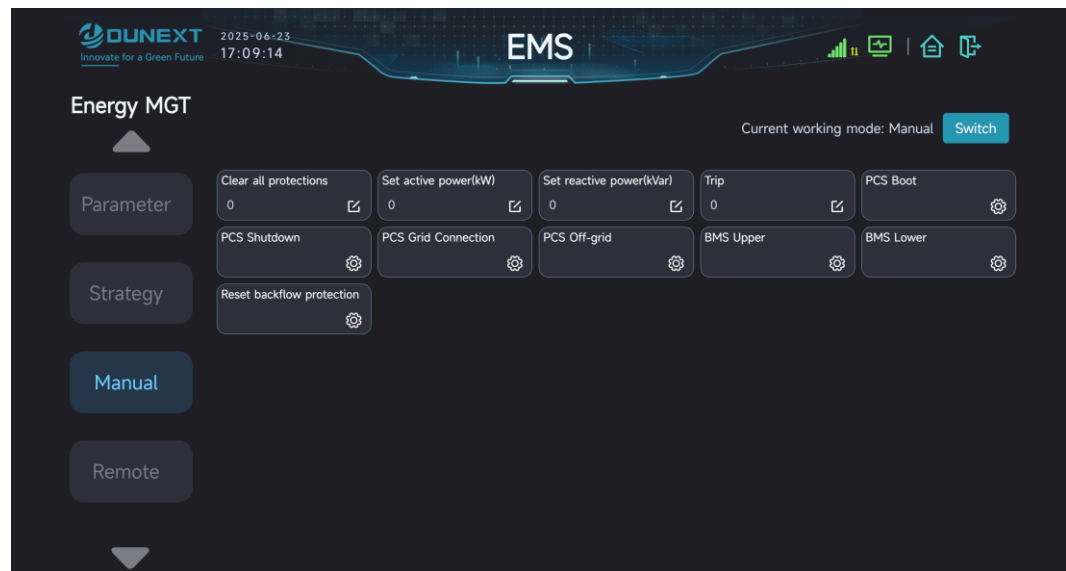 DUNEXT
Innovate for a Green Future
2025-06-23
17:09:14
EMS
Energy MGT
Current working mode: Manual
Switch
Parameter
Strategy
Manual
Remote
Clear all protections
0
Set active power(kW)
0
Set reactive power(kVar)
0
Trip
0
PCS Boot
PCS Shutdown
PCS Grid Connection
PCS Off-grid
BMS Upper
BMS Lower
Reset backflow protection